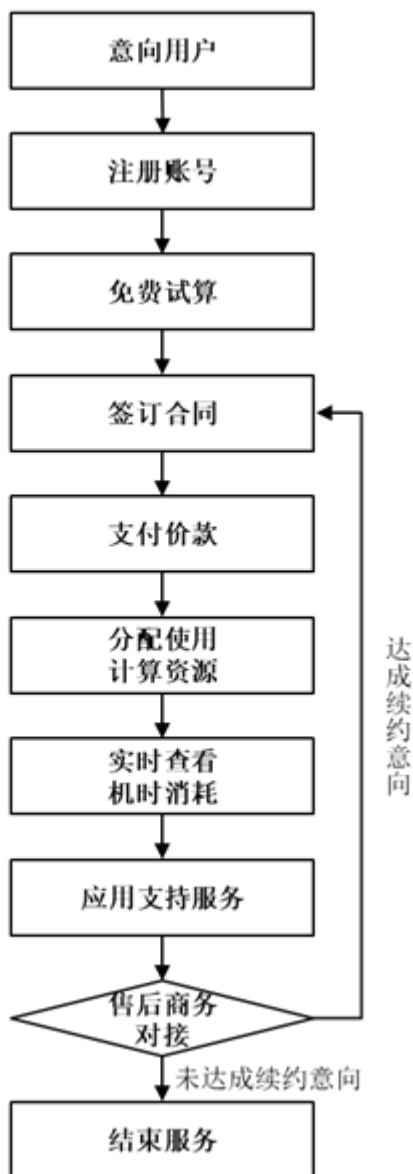 意向用户
注册账号
免费试算
签订合同
支付价款
分配使用
计算资源
实时查看
机时消耗
应用支持服务
售后商务
对接
达成续约意向
未达成续约意向
结束服务